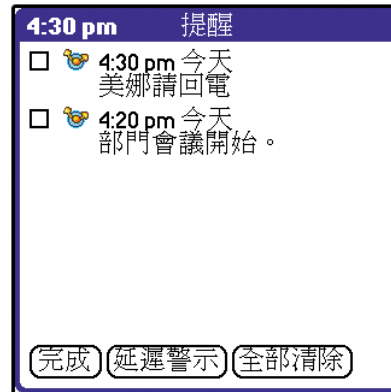 4:30 pm 提醒
4:30 pm 今天
美娜請回電
4:20 pm 今天
部門會議開始。
完成 延遲警示 全部清除